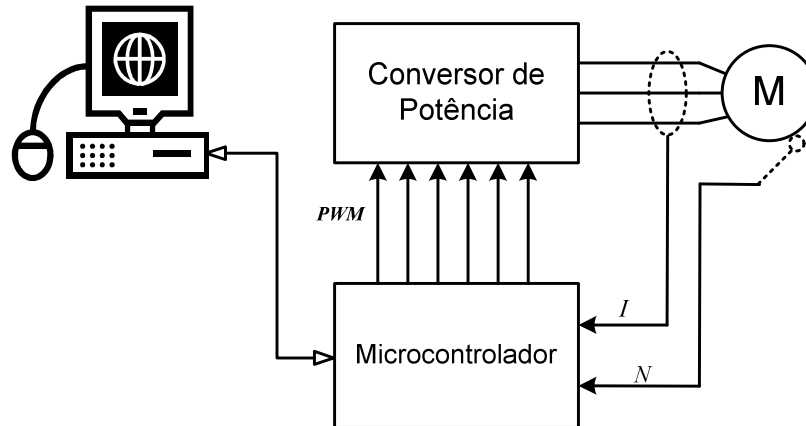 Conversor de
Potência
M
PWM
I
Microcontrolador
N